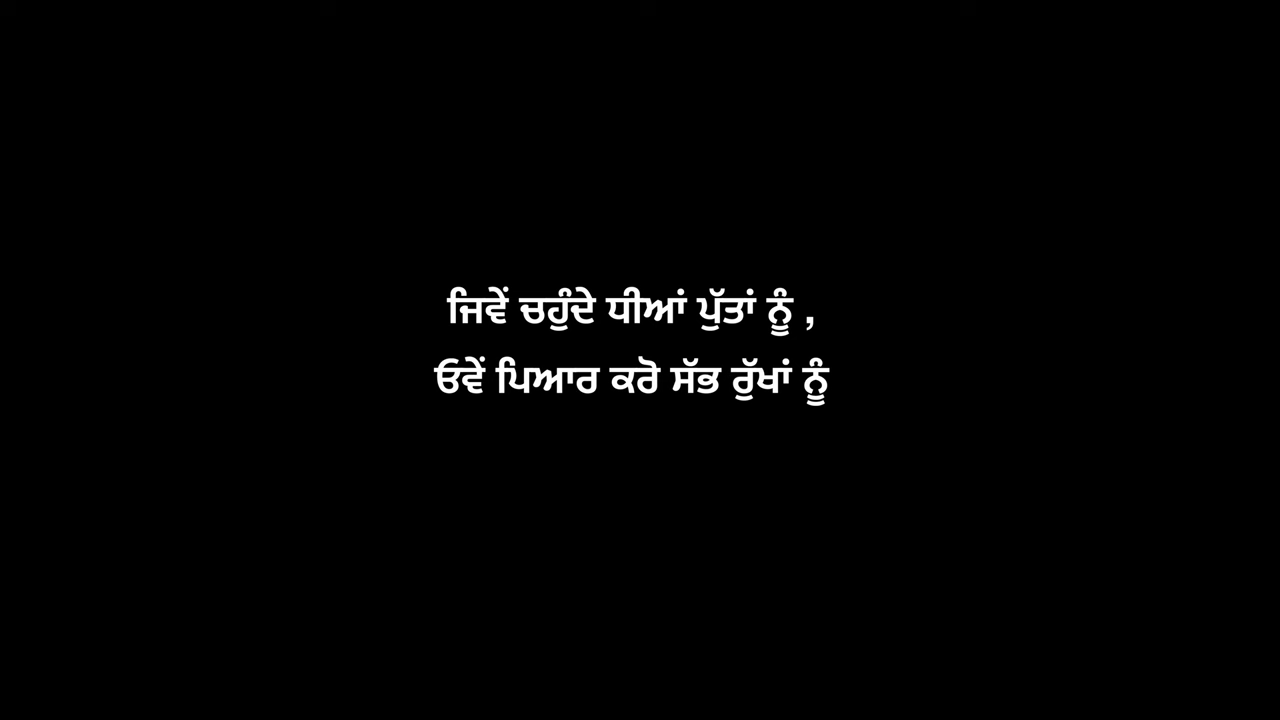 ਜਿਵੇਂ ਚਹੁੰਦੇ ਧੀਆਂ ਪੁੱਤਾਂ ਨੂੰ ,
ਓਵੇਂ ਪਿਆਰ ਕਰੋ ਸੱਭ ਰੁੱਖਾਂ ਨੂੰ